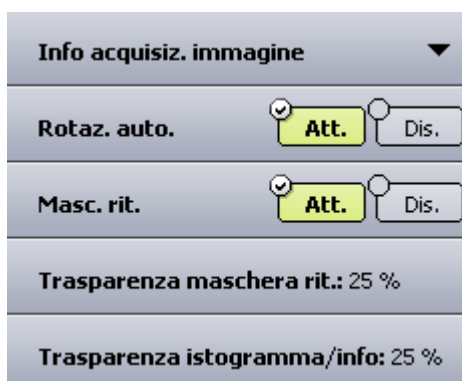 Info acquisiz. immagine
Rotaz. auto. Att. Dis.
Masc. rit. Att. Dis.
Trasparenza maschera rit.: 25 %
Trasparenza istogramma/info: 25 %